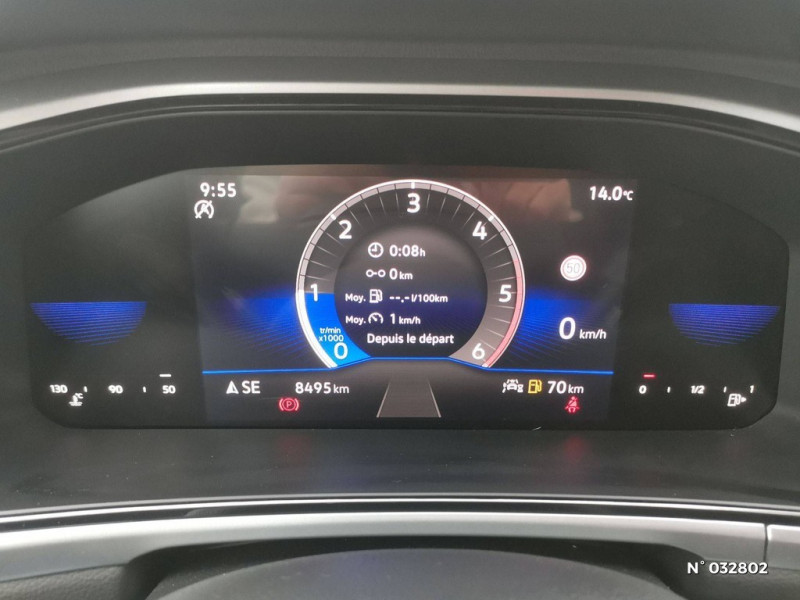 9:55
14.0°C
3
2
4
0:08 h
0 km
50
1
Moy. --.- l/100km
5
Moy. 1 km/h
0 km/h
tr/min
x1000
Depuis le départ
0
6
130 90 50
SE
8495 km
70 km
0 1/2 1
P
N° 032802